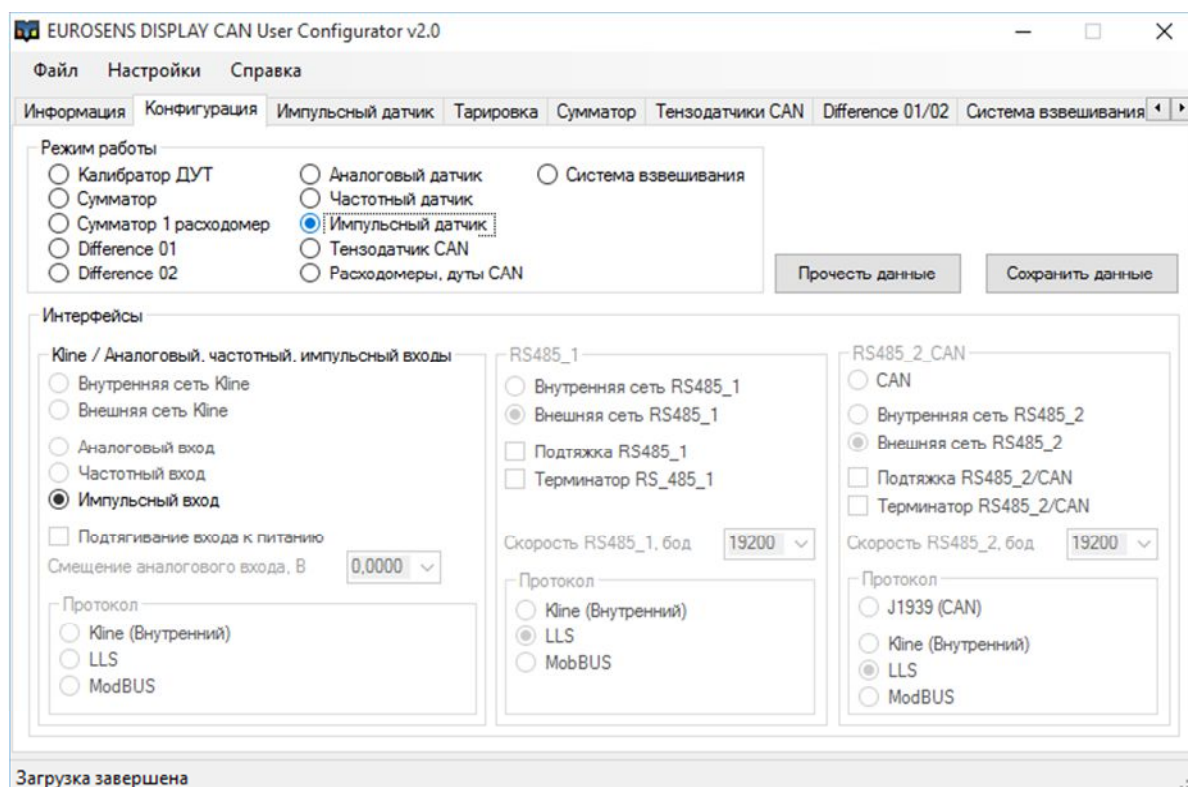 EUROSENS DISPLAY CAN User Configurator v2.0
Файл Настройки Справка
Информация Конфигурация Импульсный датчик Тарировка Сумматор Тензодатчики CAN Difference 01/02 Система взвешивания
Режим работы
Калибратор ДУТ
Сумматор
Сумматор 1 расходомер
Difference 01
Difference 02
Аналоговый датчик
Частотный датчик
Импульсный датчик
Тензодатчик CAN
Расходомеры, дуты CAN
Система взвешивания
Прочесть данные
Сохранить данные
Интерфейсы
Kline / Аналоговый, частотный, импульсный входы
Внутренняя сеть Kline
Внешняя сеть Kline
Аналоговый вход
Частотный вход
Импульсный вход
Подтягивание входа к питанию
Смещение аналогового входа, В 0,0000
Протокол
Kline (Внутренний)
LLS
ModBUS
RS485_1
Внутренняя сеть RS485_1
Внешняя сеть RS485_1
Подтяжка RS485_1
Терминатор RS_485_1
Скорость RS485_1, бод 19200
Протокол
Kline (Внутренний)
LLS
MobBUS
RS485_2_CAN
CAN
Внутренняя сеть RS485_2
Внешняя сеть RS485_2
Подтяжка RS485_2/CAN
Терминатор RS485_2/CAN
Скорость RS485_2, бод 19200
Протокол
J1939 (CAN)
Kline (Внутренний)
LLS
ModBUS
Загрузка завершена